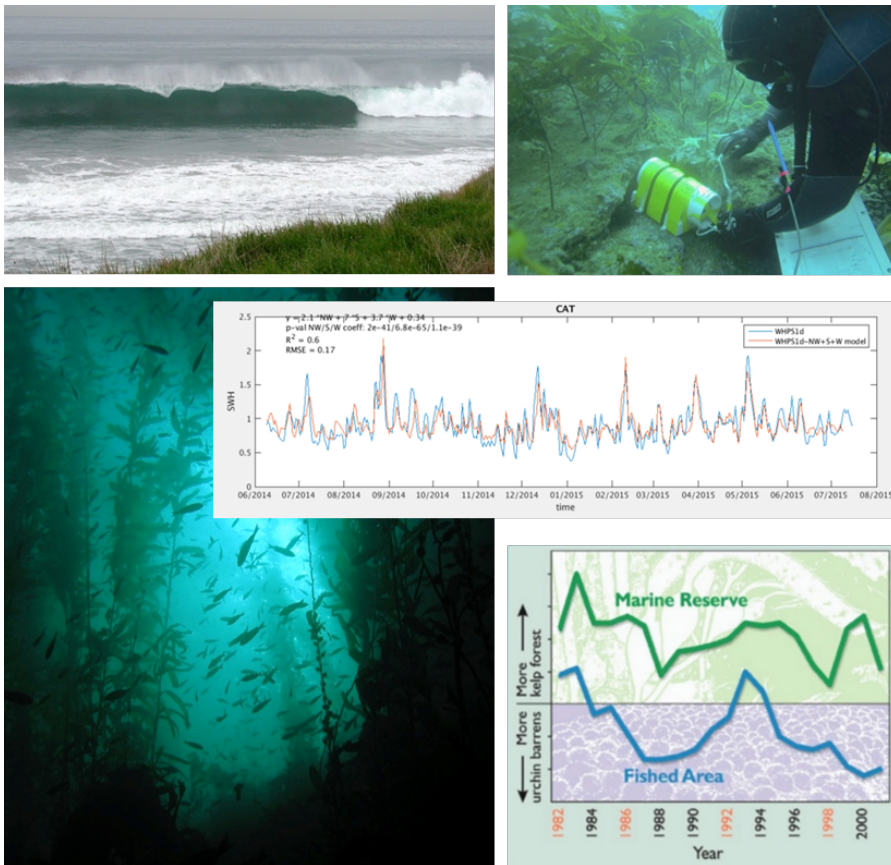 CAT
y = 2.1 *NW + 7 *S + 3.7 *W + 0.34
p-val NW/S/W coeff: 2e-41/6.8e-65/1.1e-39
R² = 0.6
RMSE = 0.17
WHPS1d
WHPS1d~NW+S+W model
2.5
2
1.5
1
0.5
0
SWH
06/2014 07/2014 08/2014 09/2014 10/2014 11/2014 12/2014 01/2015 02/2015 03/2015 04/2015 05/2015 06/2015 07/2015 08/2015
time
Marine Reserve
Fished Area
More
kelp forest
More
urchin barrens
1982 1984 1986 1988 1990 1992 1994 1996 1998 2000
Year